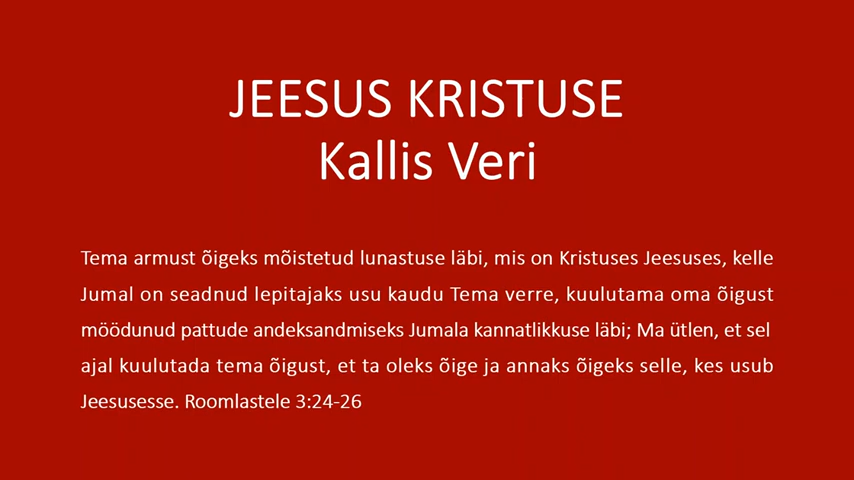 JEESUS KRISTUSE
Kallis Veri
Tema armust õigeks mõistetud lunastuse läbi, mis on Kristuses Jeesuses, kelle
Jumal on seadnud lepitajaks usu kaudu Tema verre, kuulutama oma õigust
möödunud pattude andeksandmiseks Jumala kannatlikkuse läbi; Ma ütlen, et sel
ajal kuulutada tema õigust, et ta oleks õige ja annaks õigeks selle, kes usub
Jeesusesse. Roomlastele 3:24-26